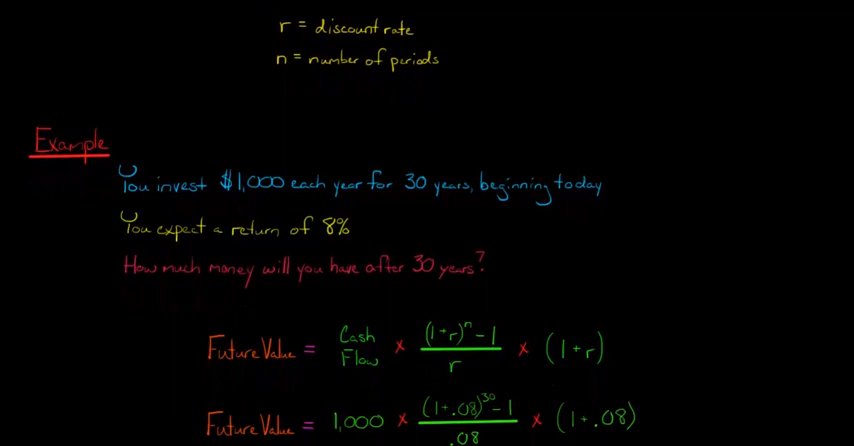 r = discount rate
n = number of periods
Example
You invest $1,000 each year for 30 years, beginning today
You expect a return of 8%
How much money will you have after 30 years?
Future Value = Cash Flow × ((1+r)^n - 1)/r × (1+r)
Future Value = 1,000 × ((1+.08)^30 - 1)/.08 × (1+.08)